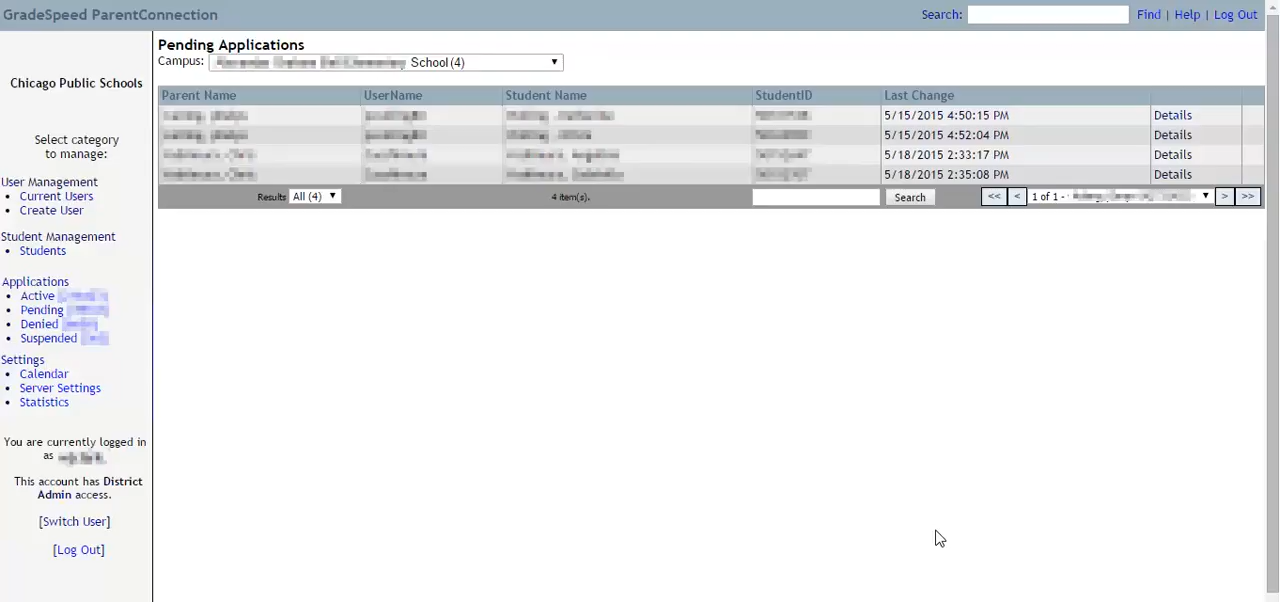 GradeSpeed ParentConnection
Search: Find | Help | Log Out
Chicago Public Schools
Select category
to manage:
User Management
• Current Users
• Create User
Student Management
• Students
Applications
• Active
• Pending
• Denied
• Suspended
Settings
• Calendar
• Server Settings
• Statistics
You are currently logged in
as
This account has District
Admin access.
[Switch User]
[Log Out]
Pending Applications
Campus: School (4)
Parent Name UserName Student Name StudentID Last Change
5/15/2015 4:50:15 PM Details
5/15/2015 4:52:04 PM Details
5/18/2015 2:33:17 PM Details
5/18/2015 2:35:08 PM Details
Results All (4) 4 item(s). Search << < 1 of 1 - > >>